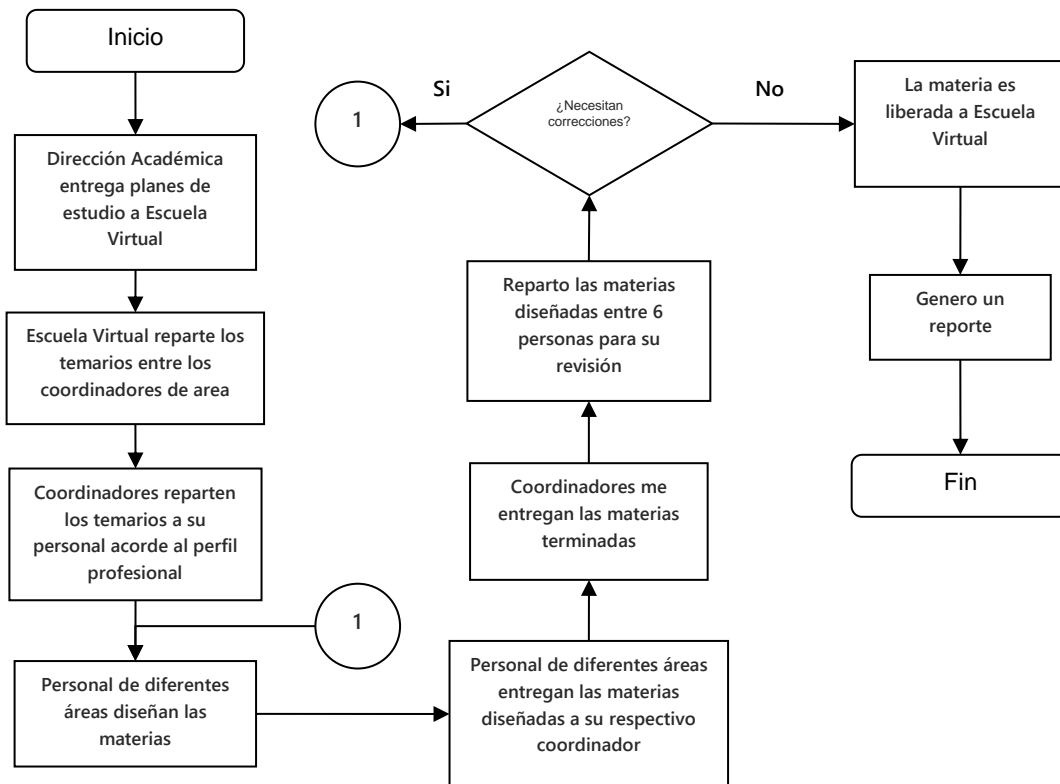 Inicio
Dirección Académica
entrega planes de
estudio a Escuela
Virtual
Escuela Virtual reparte los
temarios entre los
coordinadores de area
Coordinadores reparten
los temarios a su
personal acorde al perfil
profesional
1
Personal de diferentes
áreas diseñan las
materias
Personal de diferentes áreas
entregan las materias
diseñadas a su respectivo
coordinador
Coordinadores me
entregan las materias
terminadas
Reparto las materias
diseñadas entre 6
personas para su
revisión
¿Necesitan
correcciones?
Si
1
No
La materia es
liberada a Escuela
Virtual
Genero un
reporte
Fin